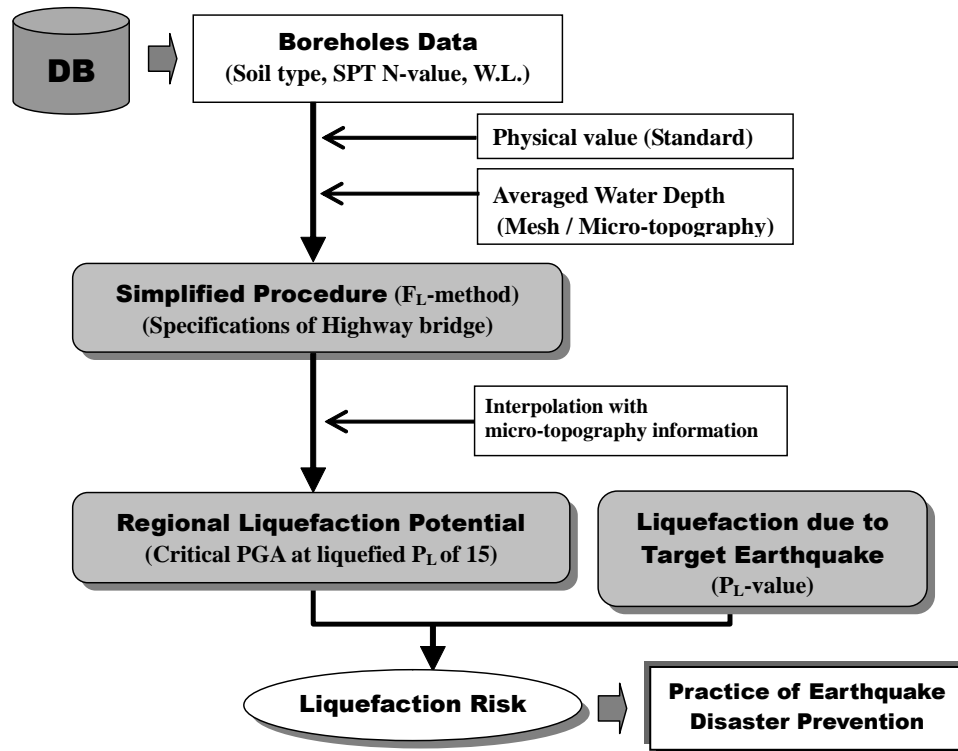 DB
Boreholes Data
(Soil type, SPT N-value, W.L.)
Physical value (Standard)
Averaged Water Depth
(Mesh / Micro-topography)
Simplified Procedure (FL-method)
(Specifications of Highway bridge)
Interpolation with
micro-topography information
Regional Liquefaction Potential
(Critical PGA at liquefied PL of 15)
Liquefaction due to
Target Earthquake
(PL-value)
Liquefaction Risk
Practice of Earthquake
Disaster Prevention